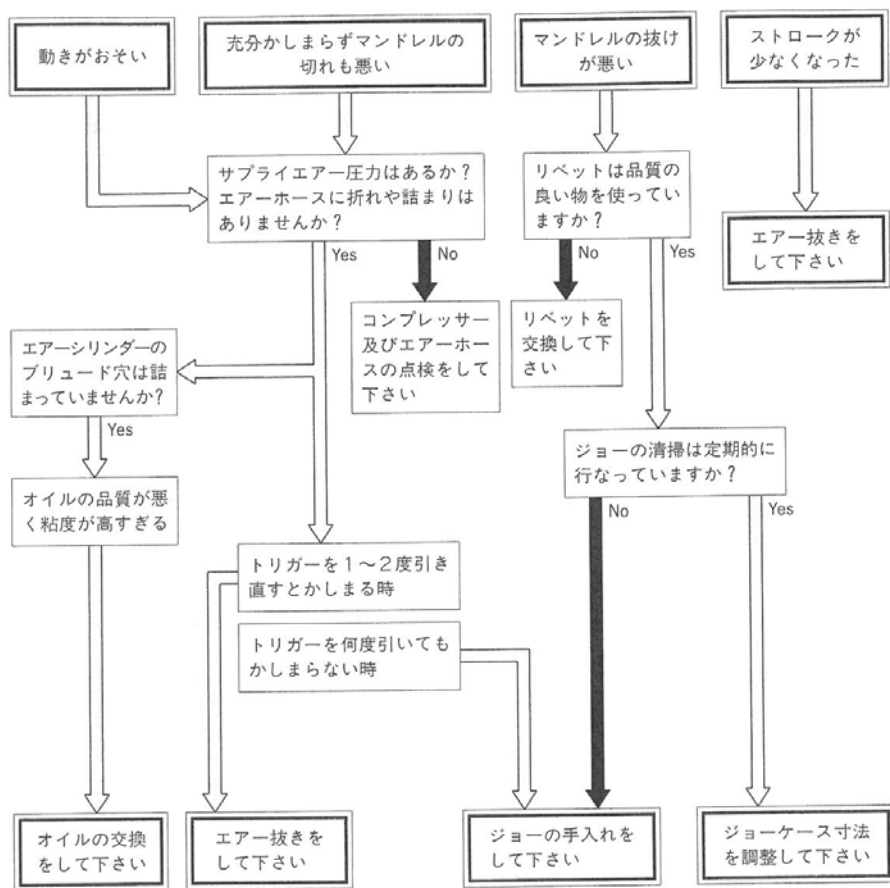 動きがおそい
充分かしまらずマンドレルの
切れも悪い
マンドレルの抜け
が悪い
ストロークが
少なくなった
サプライエアー圧力はあるか?
エアーホースに折れや詰まりは
ありませんか?
リベットは品質の
良い物を使ってい
ますか?
エアー抜きを
して下さい
Yes
No
No
Yes
コンプレッサー
及びエアーホー
スの点検をして
下さい
リベットを
交換して下
さい
エアーシリンダーの
ブリュード穴は詰
まっていませんか?
Yes
ジョーの清掃は定期的に
行なっていますか?
オイルの品質が悪
く粘度が高すぎる
No
Yes
トリガーを1〜2度引き
直すとかしまる時
トリガーを何度引いても
かしまらない時
オイルの交換
をして下さい
エアー抜きを
して下さい
ジョーの手入れを
して下さい
ジョーケース寸法
を調整して下さい